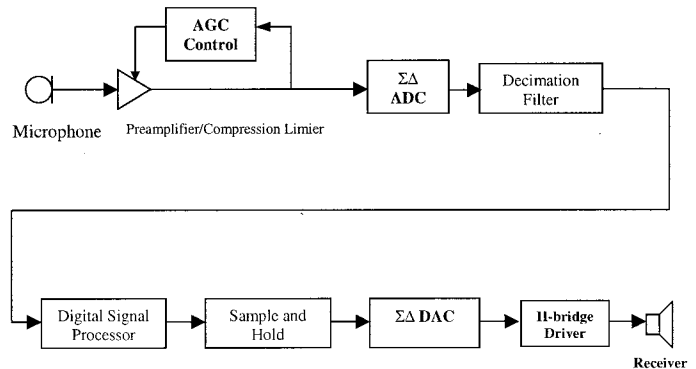 AGC
Control
ΣΔ
ADC
Decimation
Filter
Microphone
Preamplifier/Compression Limier
Digital Signal
Processor
Sample and
Hold
ΣΔ DAC
H-bridge
Driver
Receiver